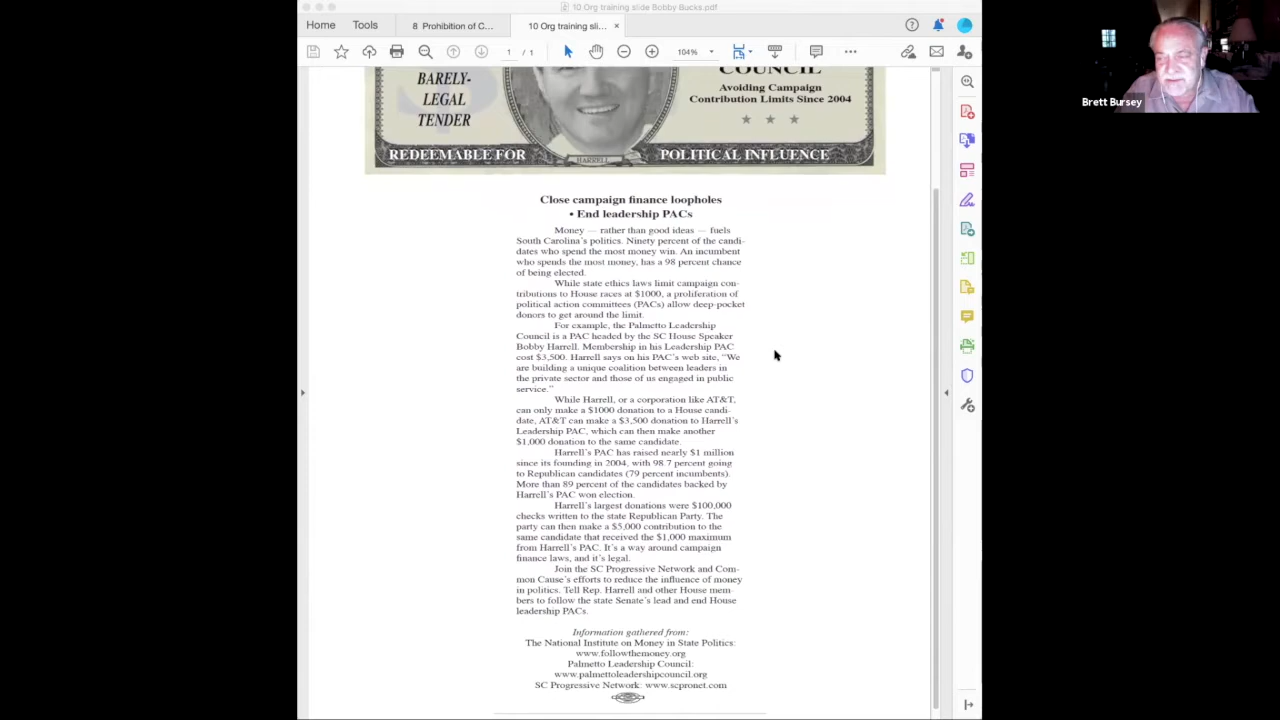 10 Org training slide Bobby Bucks.pdf
Home
Tools
8 Prohibition of C...
10 Org training sli...
×
1 / 1
104%
Brett Bursey
BARELY-
LEGAL
TENDER
COUNCIL
Avoiding Campaign
Contribution Limits Since 2004
REDEEMABLE FOR
HARRELL
POLITICAL INFLUENCE
Close campaign finance loopholes
• End leadership PACs
Money — rather than good ideas — fuels
South Carolina's politics. Ninety percent of the candi-
dates who spend the most money win. An incumbent
who spends the most money, has a 98 percent chance
of being elected.
While state ethics laws limit campaign con-
tributions to House races at $1000, a proliferation of
political action committees (PACs) allow deep-pocket
donors to get around the limit.
For example, the Palmetto Leadership
Council is a PAC headed by the SC House Speaker
Bobby Harrell. Membership in his Leadership PAC
cost $3,500. Harrell says on his PAC's web site, "We
are building a unique coalition between leaders in
the private sector and those of us engaged in public
service."
While Harrell, or a corporation like AT&T,
can only make a $1000 donation to a House candi-
date, AT&T can make a $3,500 donation to Harrell's
Leadership PAC, which can then make another
$1,000 donation to the same candidate.
Harrell's PAC has raised nearly $1 million
since its founding in 2004, with 98.7 percent going
to Republican candidates (79 percent incumbents).
More than 89 percent of the candidates backed by
Harrell's PAC won election.
Harrell's largest donations were $100,000
checks written to the state Republican Party. The
party can then make a $5,000 contribution to the
same candidate that received the $1,000 maximum
from Harrell's PAC. It's a way around campaign
finance laws, and it's legal.
Join the SC Progressive Network and Com-
mon Cause's efforts to reduce the influence of money
in politics. Tell Rep. Harrell and other House mem-
bers to follow the state Senate's lead and end House
leadership PACs.
Information gathered from:
The National Institute on Money in State Politics:
www.followthemoney.org
Palmetto Leadership Council:
www.palmettoleadershipcouncil.org
SC Progressive Network: www.scpronet.com